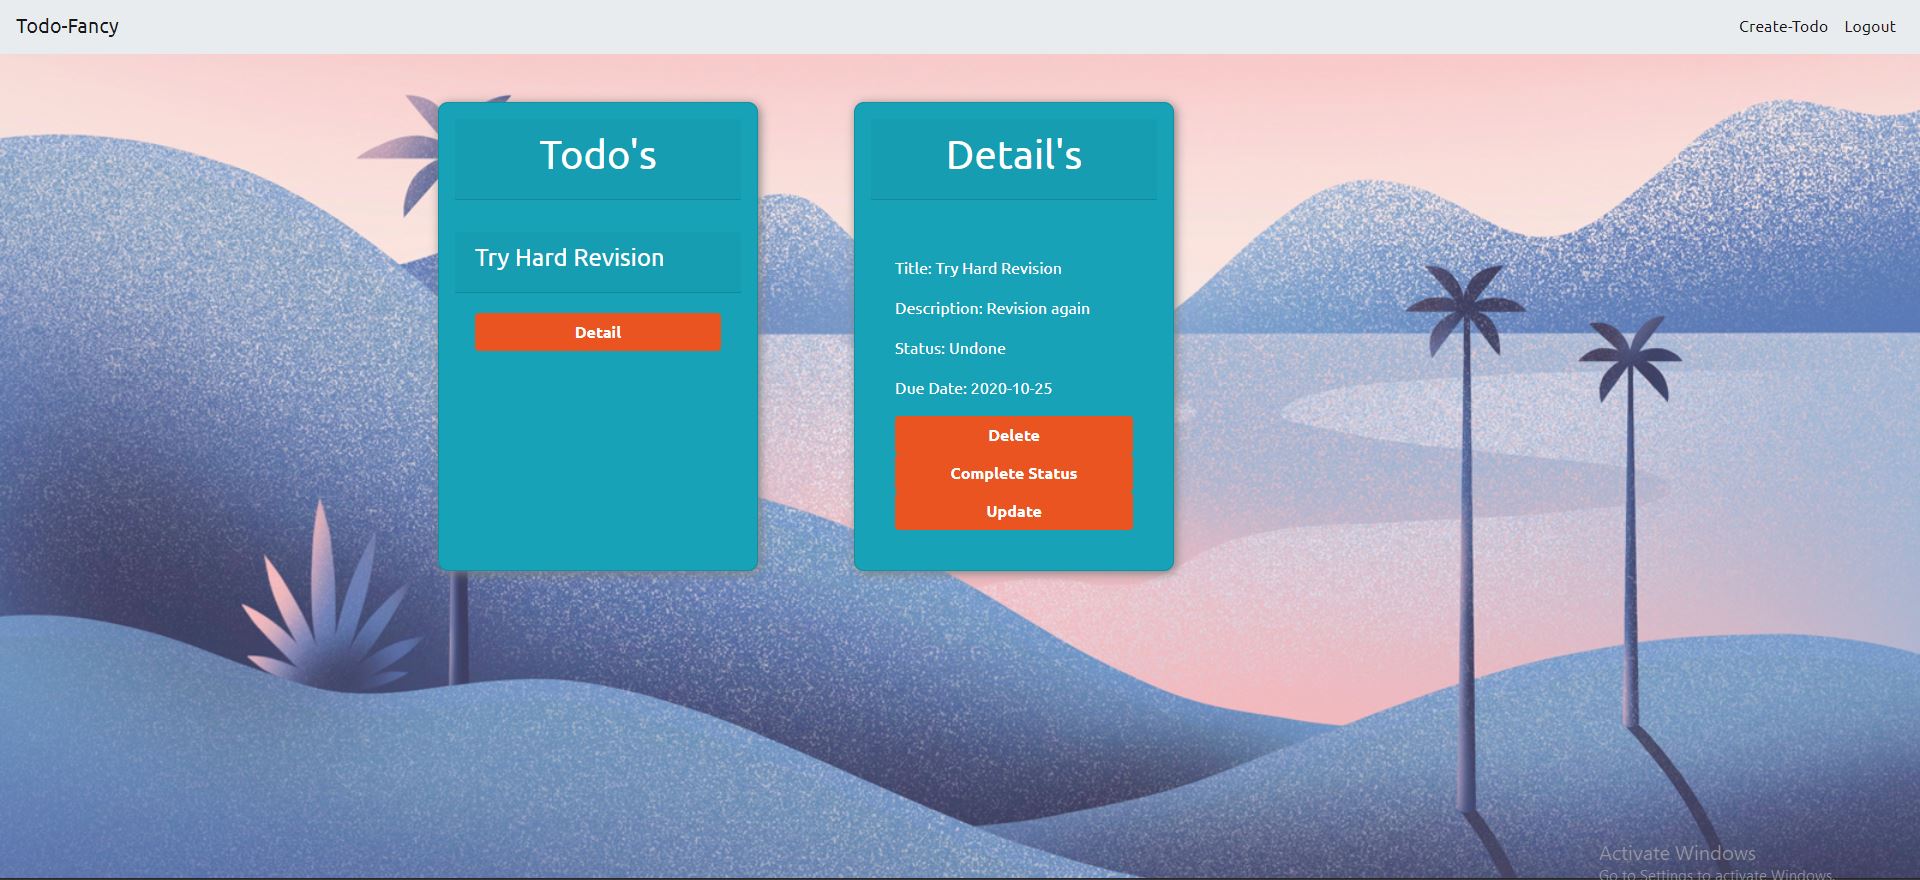 Todo-Fancy
Create-Todo Logout
Todo's
Try Hard Revision
Detail
Detail's
Title: Try Hard Revision
Description: Revision again
Status: Undone
Due Date: 2020-10-25
Delete
Complete Status
Update
Activate Windows
Go to Settings to activate Windows.